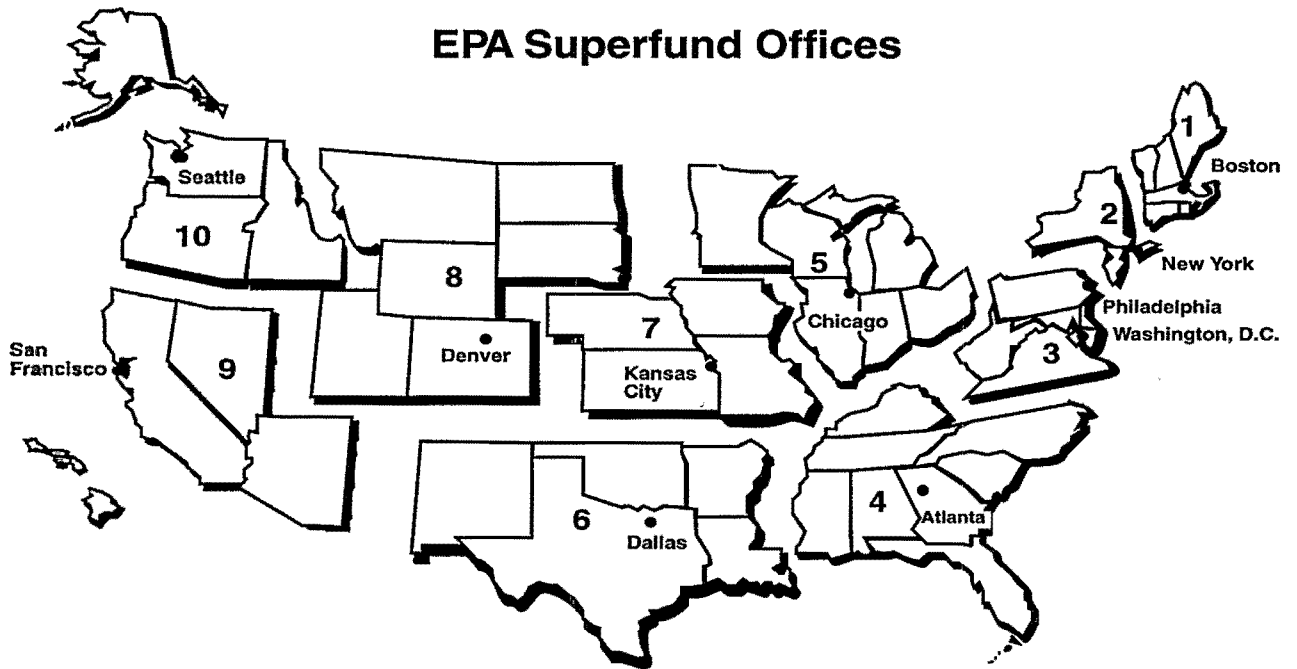 EPA Superfund Offices
1
Boston
Seattle
2
10
New York
5
8
Philadelphia
7
Chicago
Washington, D.C.
San
Francisco
Denver
3
9
Kansas
City
4
6
Atlanta
Dallas